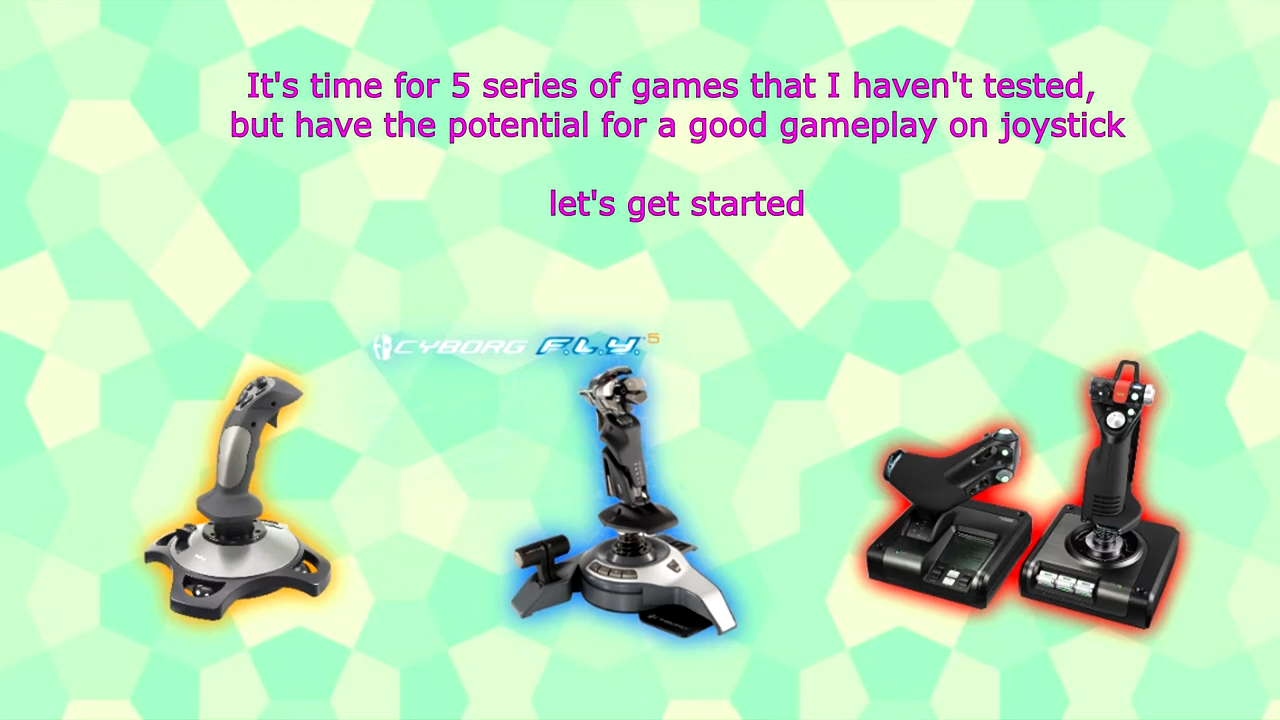 It's time for 5 series of games that I haven't tested,
but have the potential for a good gameplay on joystick
let's get started
CYBORG F.L.Y. 5